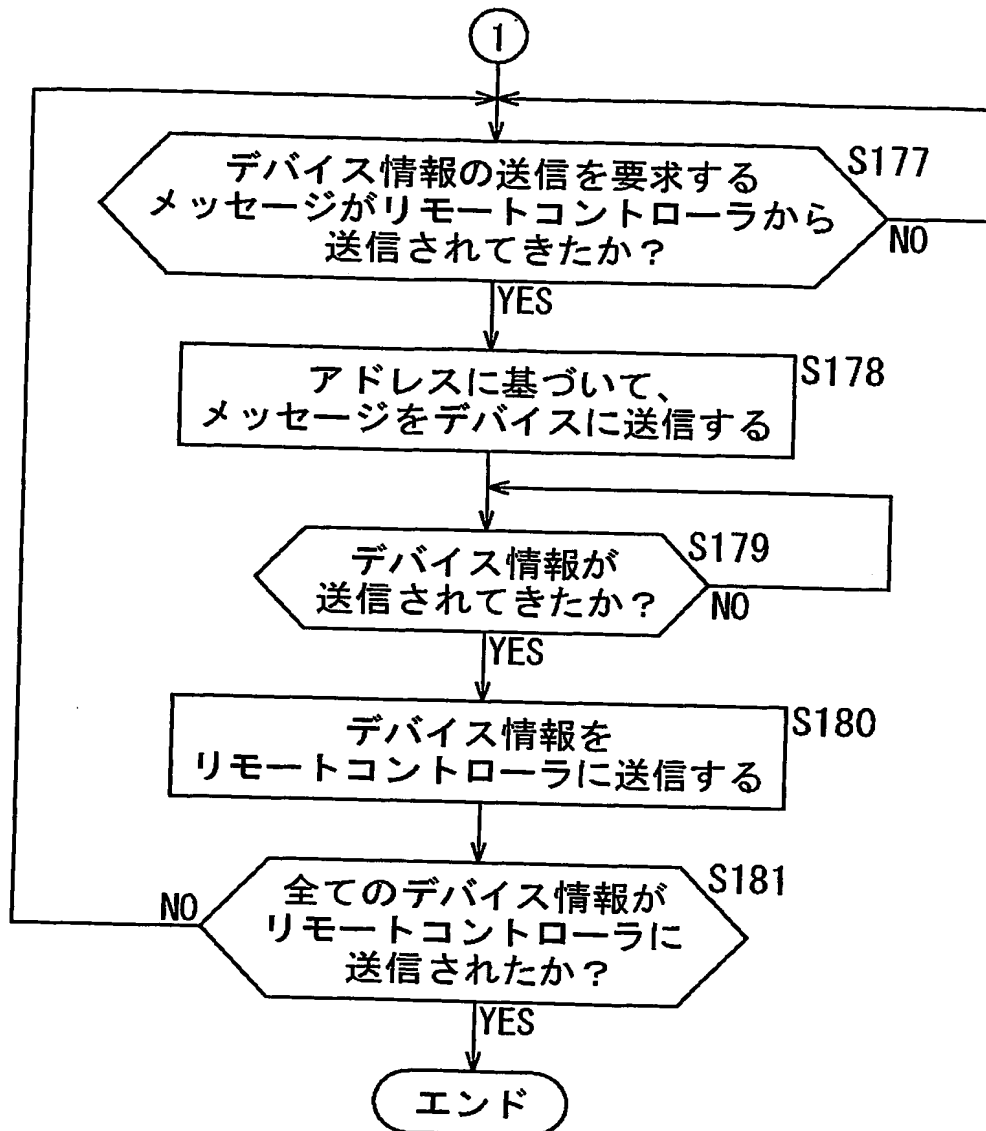 1
デバイス情報の送信を要求する
メッセージがリモートコントローラから
送信されてきたか？
S177
NO
YES
アドレスに基づいて、
メッセージをデバイスに送信する
S178
デバイス情報が
送信されてきたか？
S179
NO
YES
デバイス情報を
リモートコントローラに送信する
S180
全てのデバイス情報が
リモートコントローラに
送信されたか？
S181
NO
YES
エンド